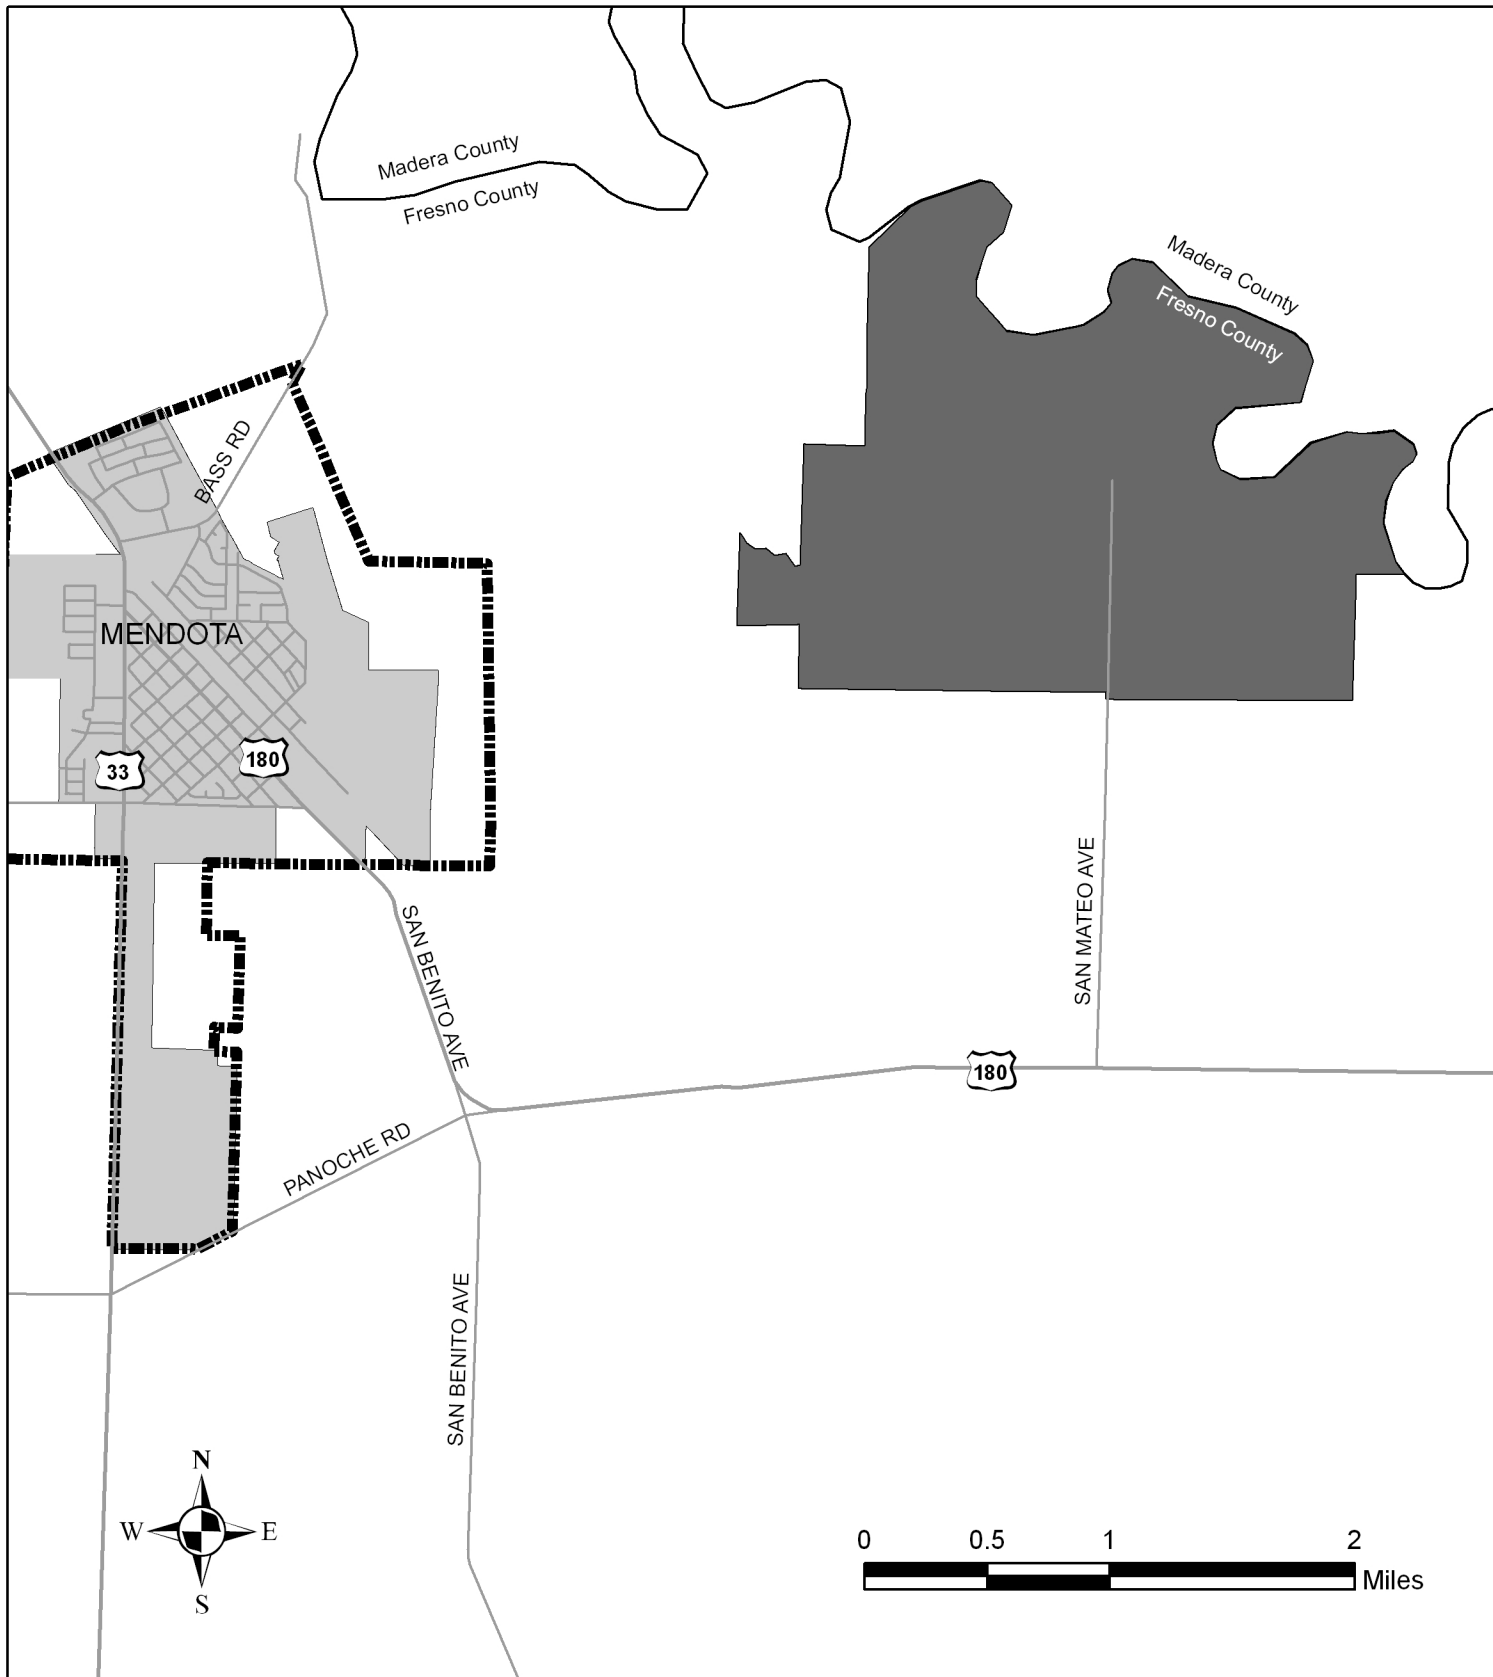 Madera County
Fresno County
Madera County
Fresno County
BASS RD
MENDOTA
33
180
SAN BENITO AVE
SAN MATEO AVE
180
PANOCHE RD
SAN BENITO AVE
N
W
E
S
0 0.5 1 2
Miles